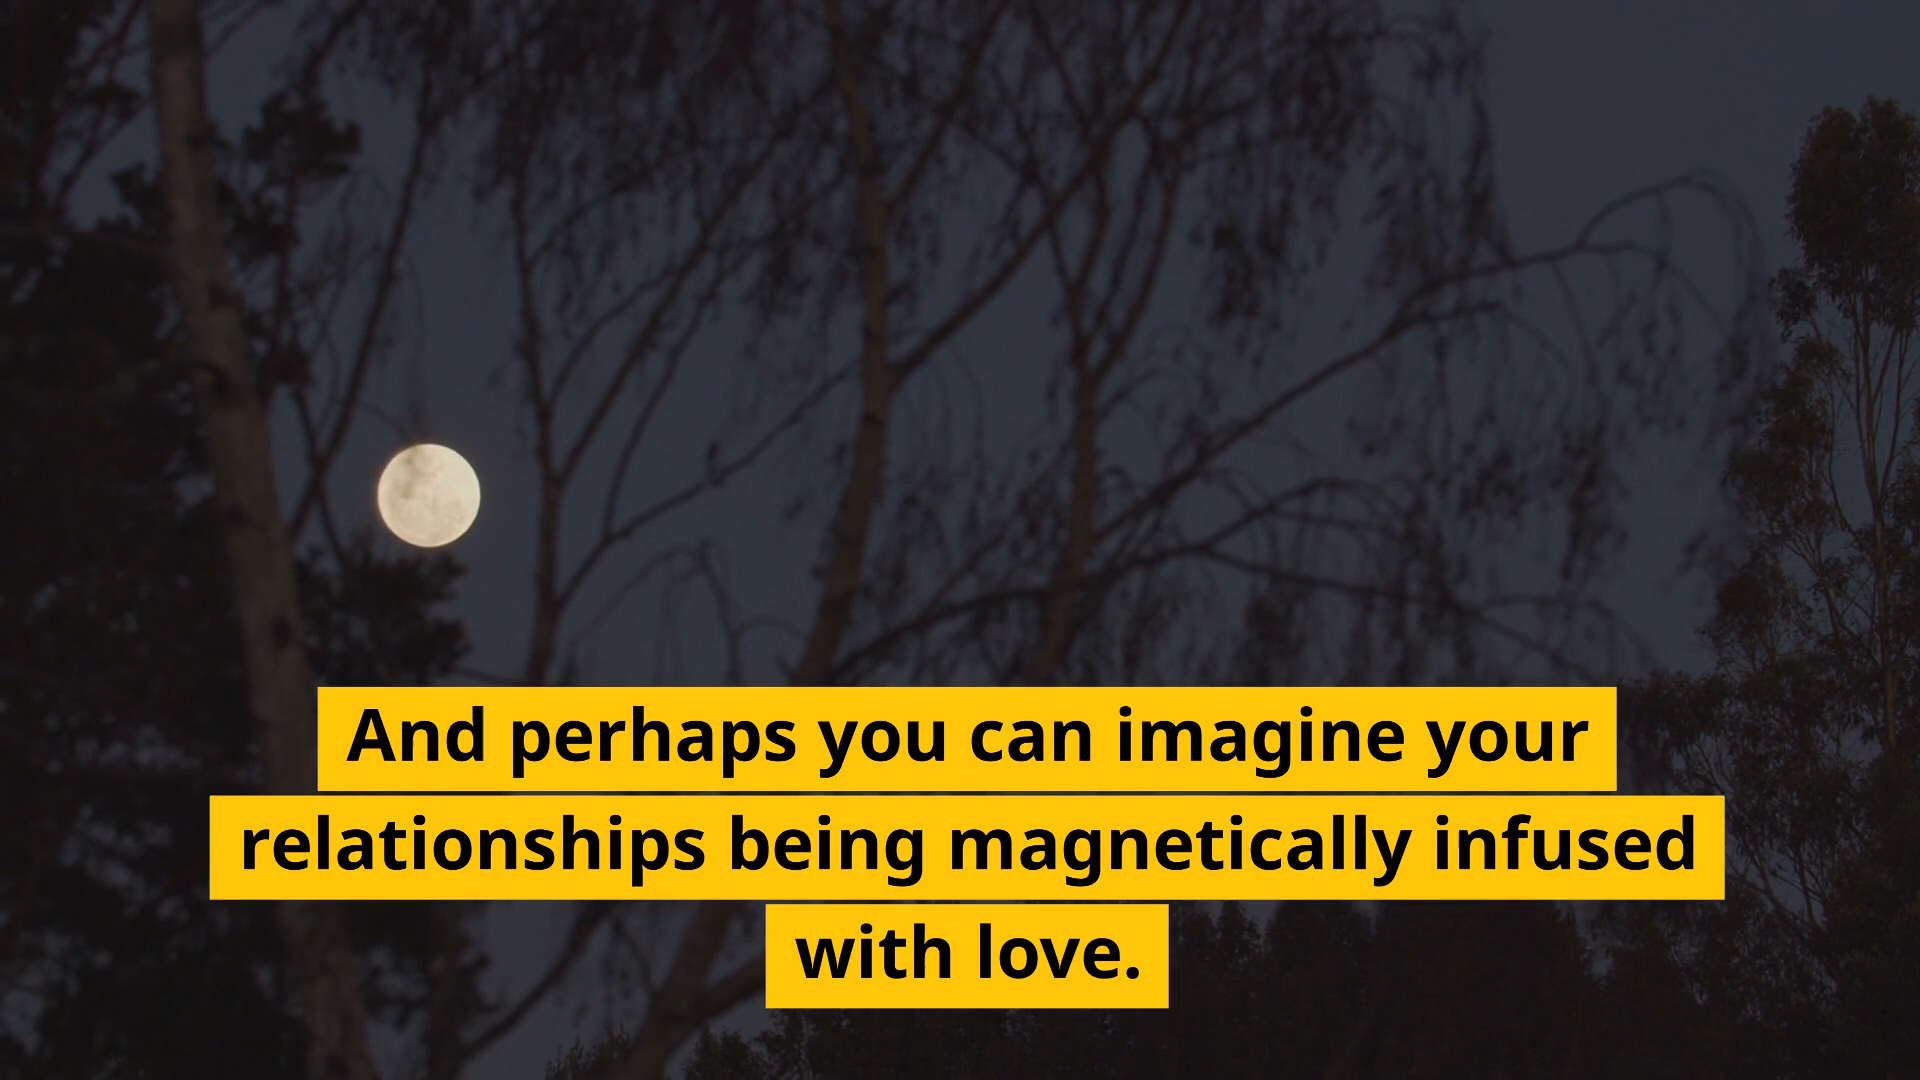 And perhaps you can imagine your
relationships being magnetically infused
with love.